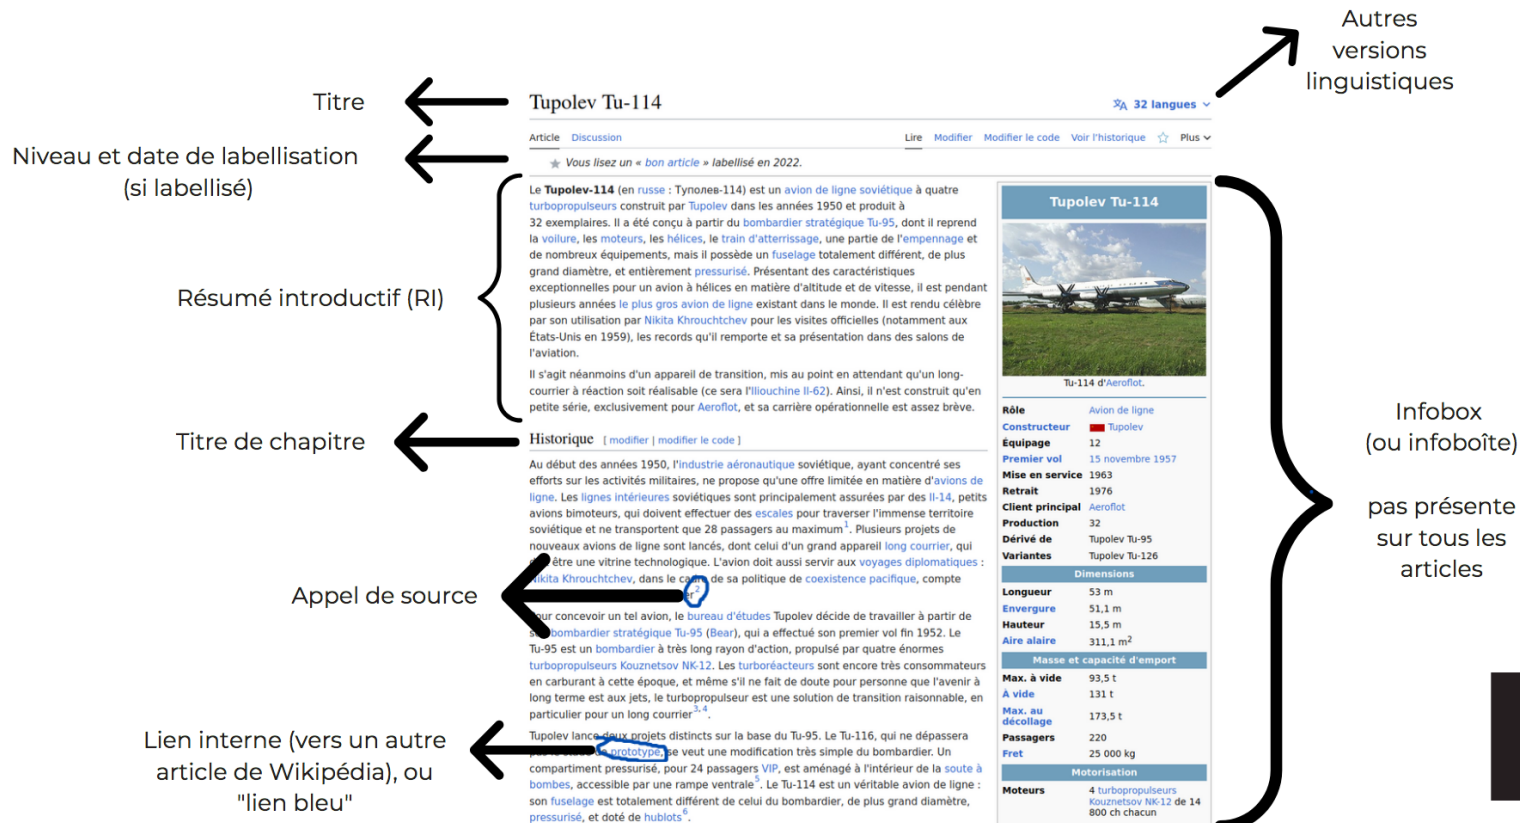 Autres
versions
linguistiques
Titre
Tupolev Tu-114
32 langues
Article Discussion
Lire Modifier Modifier le code Voir l'historique Plus
Niveau et date de labellisation
(si labellisé)
Vous lisez un « bon article » labellisé en 2022.
Résumé introductif (RI)
Le Tupolev-114 (en russe : Туполев-114) est un avion de ligne soviétique à quatre
turbopropulseurs construit par Tupolev dans les années 1950 et produit à
32 exemplaires. Il a été conçu à partir du bombardier stratégique Tu-95, dont il reprend
la voilure, les moteurs, les hélices, le train d'atterrissage, une partie de l'empennage et
de nombreux équipements, mais il possède un fuselage totalement différent, de plus
grand diamètre, et entièrement pressurisé. Présentant des caractéristiques
exceptionnelles pour un avion à hélices en matière d'altitude et de vitesse, il est pendant
plusieurs années le plus gros avion de ligne existant dans le monde. Il est rendu célèbre
par son utilisation par Nikita Khrouchtchev pour les visites officielles (notamment aux
États-Unis en 1959), les records qu'il remporte et sa présentation dans des salons de
l'aviation.
Il s'agit néanmoins d'un appareil de transition, mis au point en attendant qu'un long-
courrier à réaction soit réalisable (ce sera l'Iliouchine Il-62). Ainsi, il n'est construit qu'en
petite série, exclusivement pour Aeroflot, et sa carrière opérationnelle est assez brève.
Titre de chapitre
Historique [ modifier | modifier le code ]
Au début des années 1950, l'industrie aéronautique soviétique, ayant concentré ses
efforts sur les activités militaires, ne propose qu'une offre limitée en matière d'avions de
ligne. Les lignes intérieures soviétiques sont principalement assurées par des Il-14, petits
avions bimoteurs, qui doivent effectuer des escales pour traverser l'immense territoire
soviétique et ne transportent que 28 passagers au maximum1. Plusieurs projets de
nouveaux avions de ligne sont lancés, dont celui d'un grand appareil long courrier, qui
être une vitrine technologique. L'avion doit aussi servir aux voyages diplomatiques :
Nikita Khrouchtchev, dans le cadre de sa politique de coexistence pacifique, compte
er2
Appel de source
Pour concevoir un tel avion, le bureau d'études Tupolev décide de travailler à partir de
bombardier stratégique Tu-95 (Bear), qui a effectué son premier vol fin 1952. Le
Tu-95 est un bombardier à très long rayon d'action, propulsé par quatre énormes
turbopropulseurs Kouznetsov NK-12. Les turboréacteurs sont encore très consommateurs
en carburant à cette époque, et même s'il ne fait de doute pour personne que l'avenir à
long terme est aux jets, le turbopropulseur est une solution de transition raisonnable, en
particulier pour un long courrier3,4.
Lien interne (vers un autre
article de Wikipédia), ou
"lien bleu"
Tupolev lance deux projets distincts sur la base du Tu-95. Le Tu-116, qui ne dépassera
prototype, se veut une modification très simple du bombardier. Un
compartiment pressurisé, pour 24 passagers VIP, est aménagé à l'intérieur de la soute à
bombes, accessible par une rampe ventrale5. Le Tu-114 est un véritable avion de ligne :
son fuselage est totalement différent de celui du bombardier, de plus grand diamètre,
pressurisé, et doté de hublots6.
Tupolev Tu-114
Tu-114 d'Aeroflot.
Rôle Avion de ligne
Constructeur Tupolev
Équipage 12
Premier vol 15 novembre 1957
Mise en service 1963
Retrait 1976
Client principal Aeroflot
Production 32
Dérivé de Tupolev Tu-95
Variantes Tupolev Tu-126
Dimensions
Longueur 53 m
Envergure 51,1 m
Hauteur 15,5 m
Aire alaire 311,1 m2
Masse et capacité d'emport
Max. à vide 93,5 t
À vide 131 t
Max. au
décollage 173,5 t
Passagers 220
Fret 25 000 kg
Motorisation
Moteurs 4 turbopropulseurs
Kouznetsov NK-12 de 14
800 ch chacun
Infobox
(ou infoboîte)
pas présente
sur tous les
articles